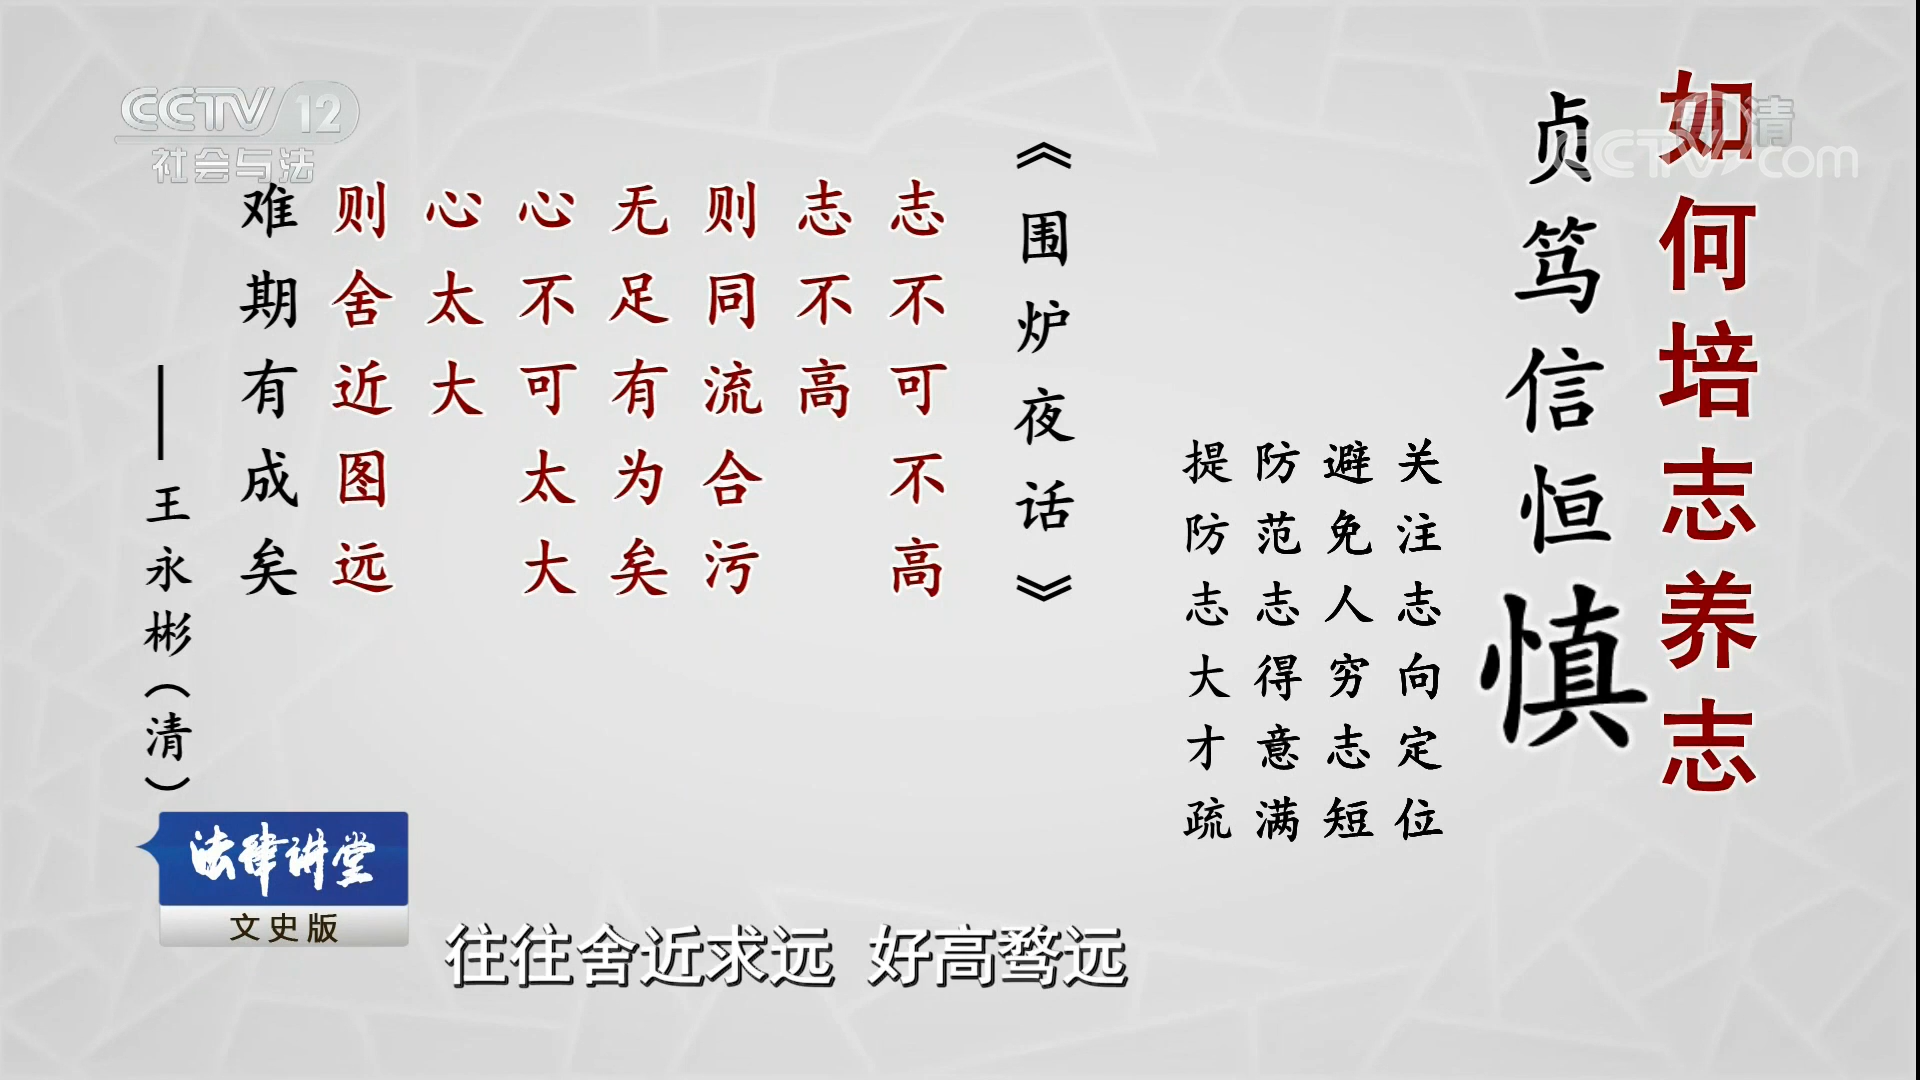 CCTV 12
社会与法
高清
CCTV.com
如何培志养志
贞笃信恒慎
关注志向定位
避免人穷志短
防范志得意满
提防志大才疏
《围炉夜话》
志不可不高
志不高
则同流合污
无足有为矣
心不可太大
心太大
则舍近图远
难期有成矣
——王永彬（清）
法律讲堂
文史版
往往舍近求远 好高骛远